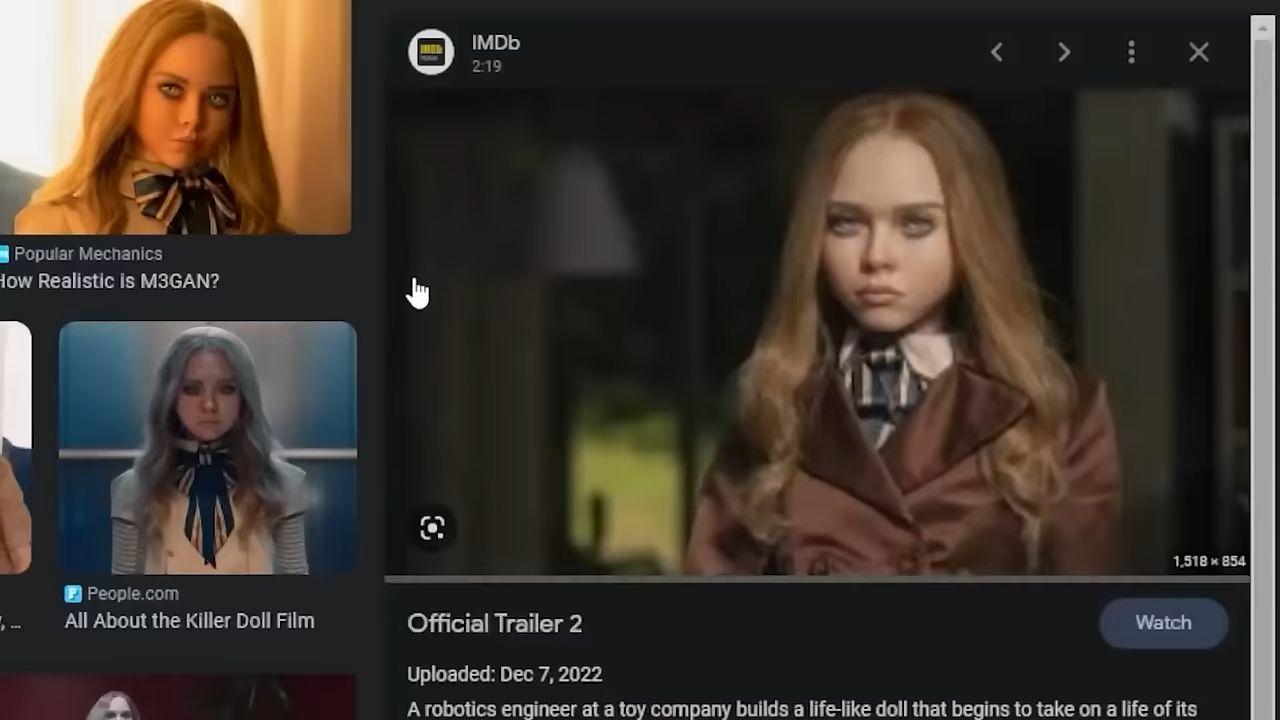 IMDb
2:19
Popular Mechanics
How Realistic is M3GAN?
P People.com
All About the Killer Doll Film
, ...
1,518 × 854
Official Trailer 2
Watch
Uploaded: Dec 7, 2022
A robotics engineer at a toy company builds a life-like doll that begins to take on a life of its